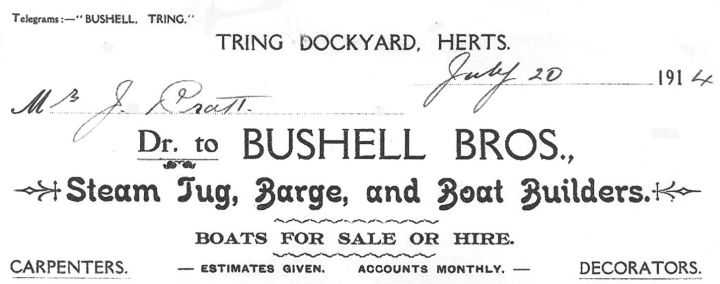 Telegrams:—"BUSHELL, TRING."
TRING DOCKYARD, HERTS.
July 20 1914
Mr J. Pratt.
Dr. to BUSHELL BROS.,
Steam Tug, Barge, and Boat Builders.
BOATS FOR SALE OR HIRE.
CARPENTERS. — ESTIMATES GIVEN. ACCOUNTS MONTHLY. — DECORATORS.